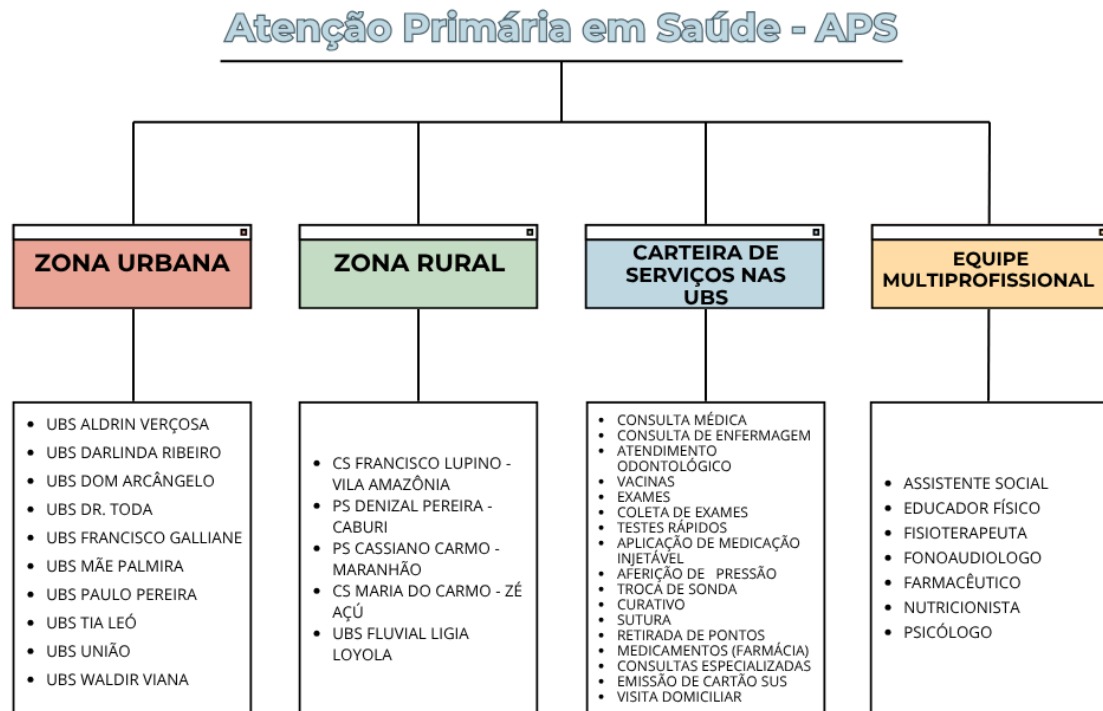 Atenção Primária em Saúde - APS
ZONA URBANA
• UBS ALDRIN VERÇOSA
• UBS DARLINDA RIBEIRO
• UBS DOM ARCÂNGELO
• UBS DR. TODA
• UBS FRANCISCO GALLIANE
• UBS MÃE PALMIRA
• UBS PAULO PEREIRA
• UBS TIA LEÓ
• UBS UNIÃO
• UBS WALDIR VIANA
ZONA RURAL
• CS FRANCISCO LUPINO -
VILA AMAZÔNIA
• PS DENIZAL PEREIRA -
CABURI
• PS CASSIANO CARMO -
MARANHÃO
• CS MARIA DO CARMO - ZÉ
AÇÚ
• UBS FLUVIAL LIGIA
LOYOLA
CARTEIRA DE
SERVIÇOS NAS
UBS
• CONSULTA MÉDICA
• CONSULTA DE ENFERMAGEM
• ATENDIMENTO
ODONTOLÓGICO
• VACINAS
• EXAMES
• COLETA DE EXAMES
• TESTES RÁPIDOS
• APLICAÇÃO DE MEDICAÇÃO
INJETÁVEL
• AFERIÇÃO DE PRESSÃO
• TROCA DE SONDA
• CURATIVO
• SUTURA
• RETIRADA DE PONTOS
• MEDICAMENTOS (FARMÁCIA)
• CONSULTAS ESPECIALIZADAS
• EMISSÃO DE CARTÃO SUS
• VISITA DOMICILIAR
EQUIPE
MULTIPROFISSIONAL
• ASSISTENTE SOCIAL
• EDUCADOR FÍSICO
• FISIOTERAPEUTA
• FONOAUDIOLOGO
• FARMACÊUTICO
• NUTRICIONISTA
• PSICÓLOGO